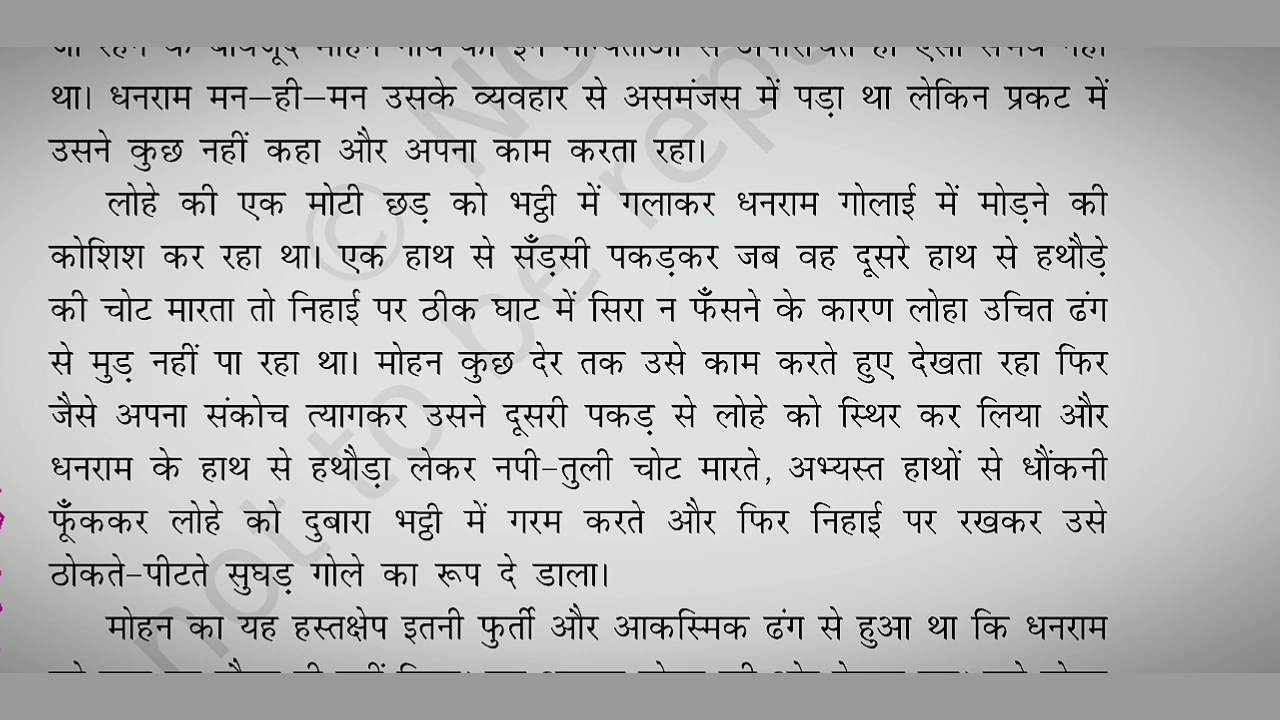 था। धनराम मन–ही–मन उसके व्यवहार से असमंजस में पड़ा था लेकिन प्रकट में
उसने कुछ नहीं कहा और अपना काम करता रहा।
लोहे की एक मोटी छड़ को भट्ठी में गलाकर धनराम गोलाई में मोड़ने की
कोशिश कर रहा था। एक हाथ से सँड़सी पकड़कर जब वह दूसरे हाथ से हथौड़े
की चोट मारता तो निहाई पर ठीक घाट में सिरा न फँसने के कारण लोहा उचित ढंग
से मुड़ नहीं पा रहा था। मोहन कुछ देर तक उसे काम करते हुए देखता रहा फिर
जैसे अपना संकोच त्यागकर उसने दूसरी पकड़ से लोहे को स्थिर कर लिया और
धनराम के हाथ से हथौड़ा लेकर नपी-तुली चोट मारते, अभ्यस्त हाथों से धौंकनी
फूँककर लोहे को दुबारा भट्ठी में गरम करते और फिर निहाई पर रखकर उसे
ठोकते-पीटते सुघड़ गोले का रूप दे डाला।
मोहन का यह हस्तक्षेप इतनी फुर्ती और आकस्मिक ढंग से हुआ था कि धनराम
not to be rep